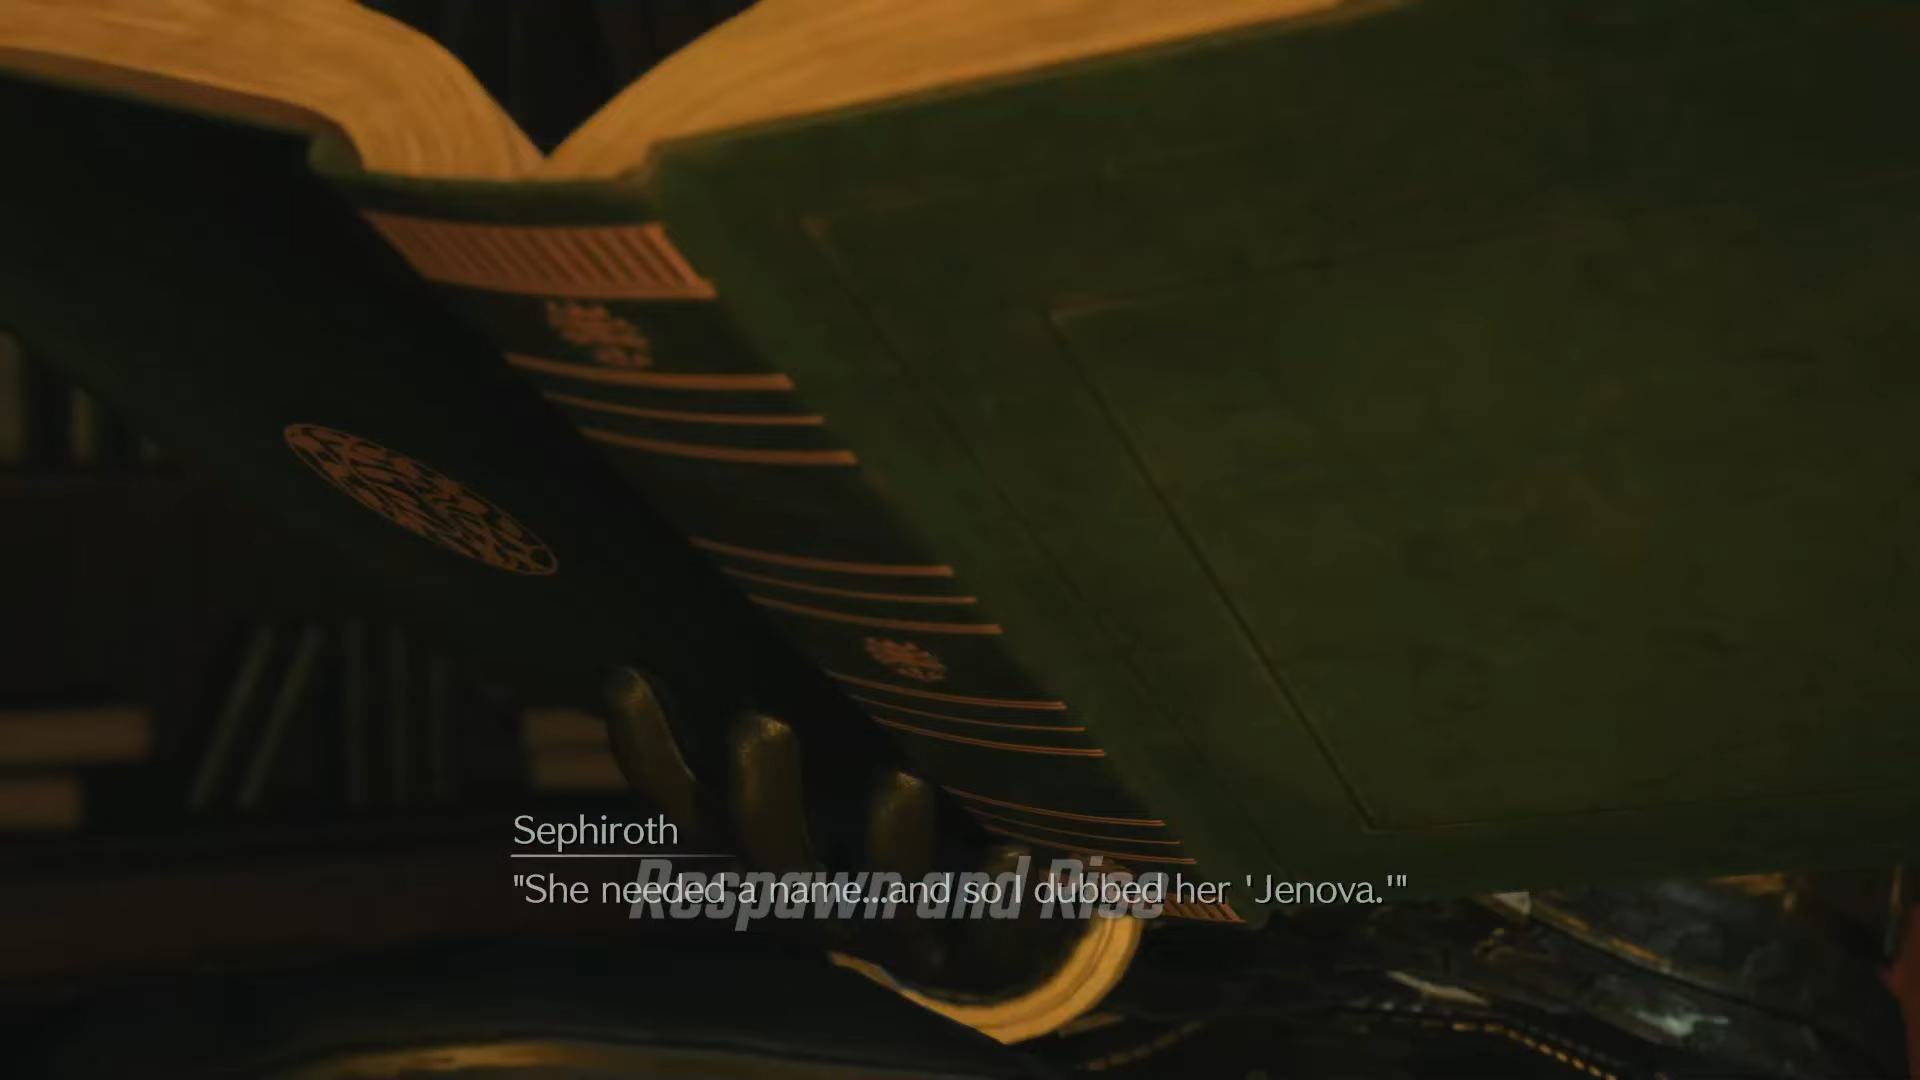 Sephiroth
"She needed a name...and so I dubbed her 'Jenova.'"
Respawn and Rise